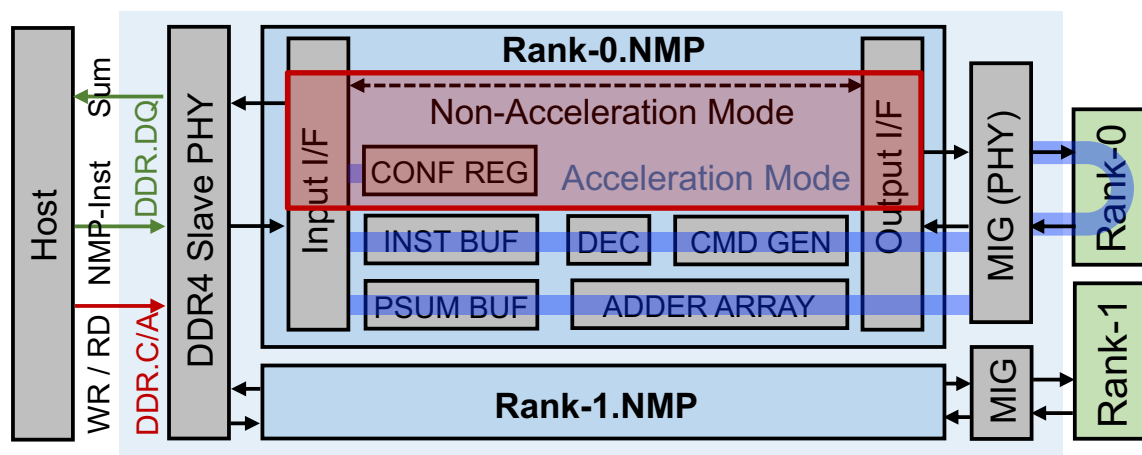 Host
Sum
NMP-Inst
WR / RD
DDR.DQ
DDR.C/A
DDR4 Slave PHY
Rank-0.NMP
Input I/F
Non-Acceleration Mode
CONF REG
Acceleration Mode
INST BUF
DEC
CMD GEN
PSUM BUF
ADDER ARRAY
Output I/F
MIG (PHY)
Rank-0
Rank-1.NMP
MIG
Rank-1